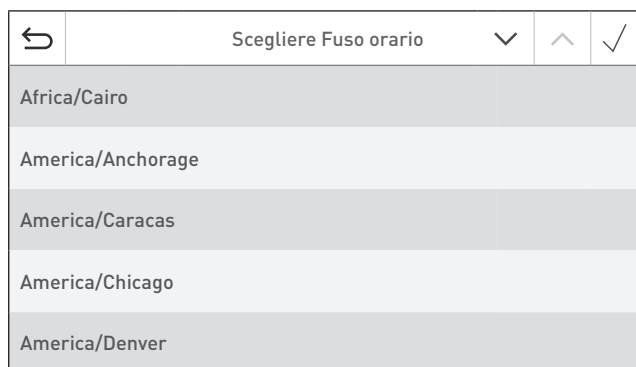 Scegliere Fuso orario
Africa/Cairo
America/Anchorage
America/Caracas
America/Chicago
America/Denver